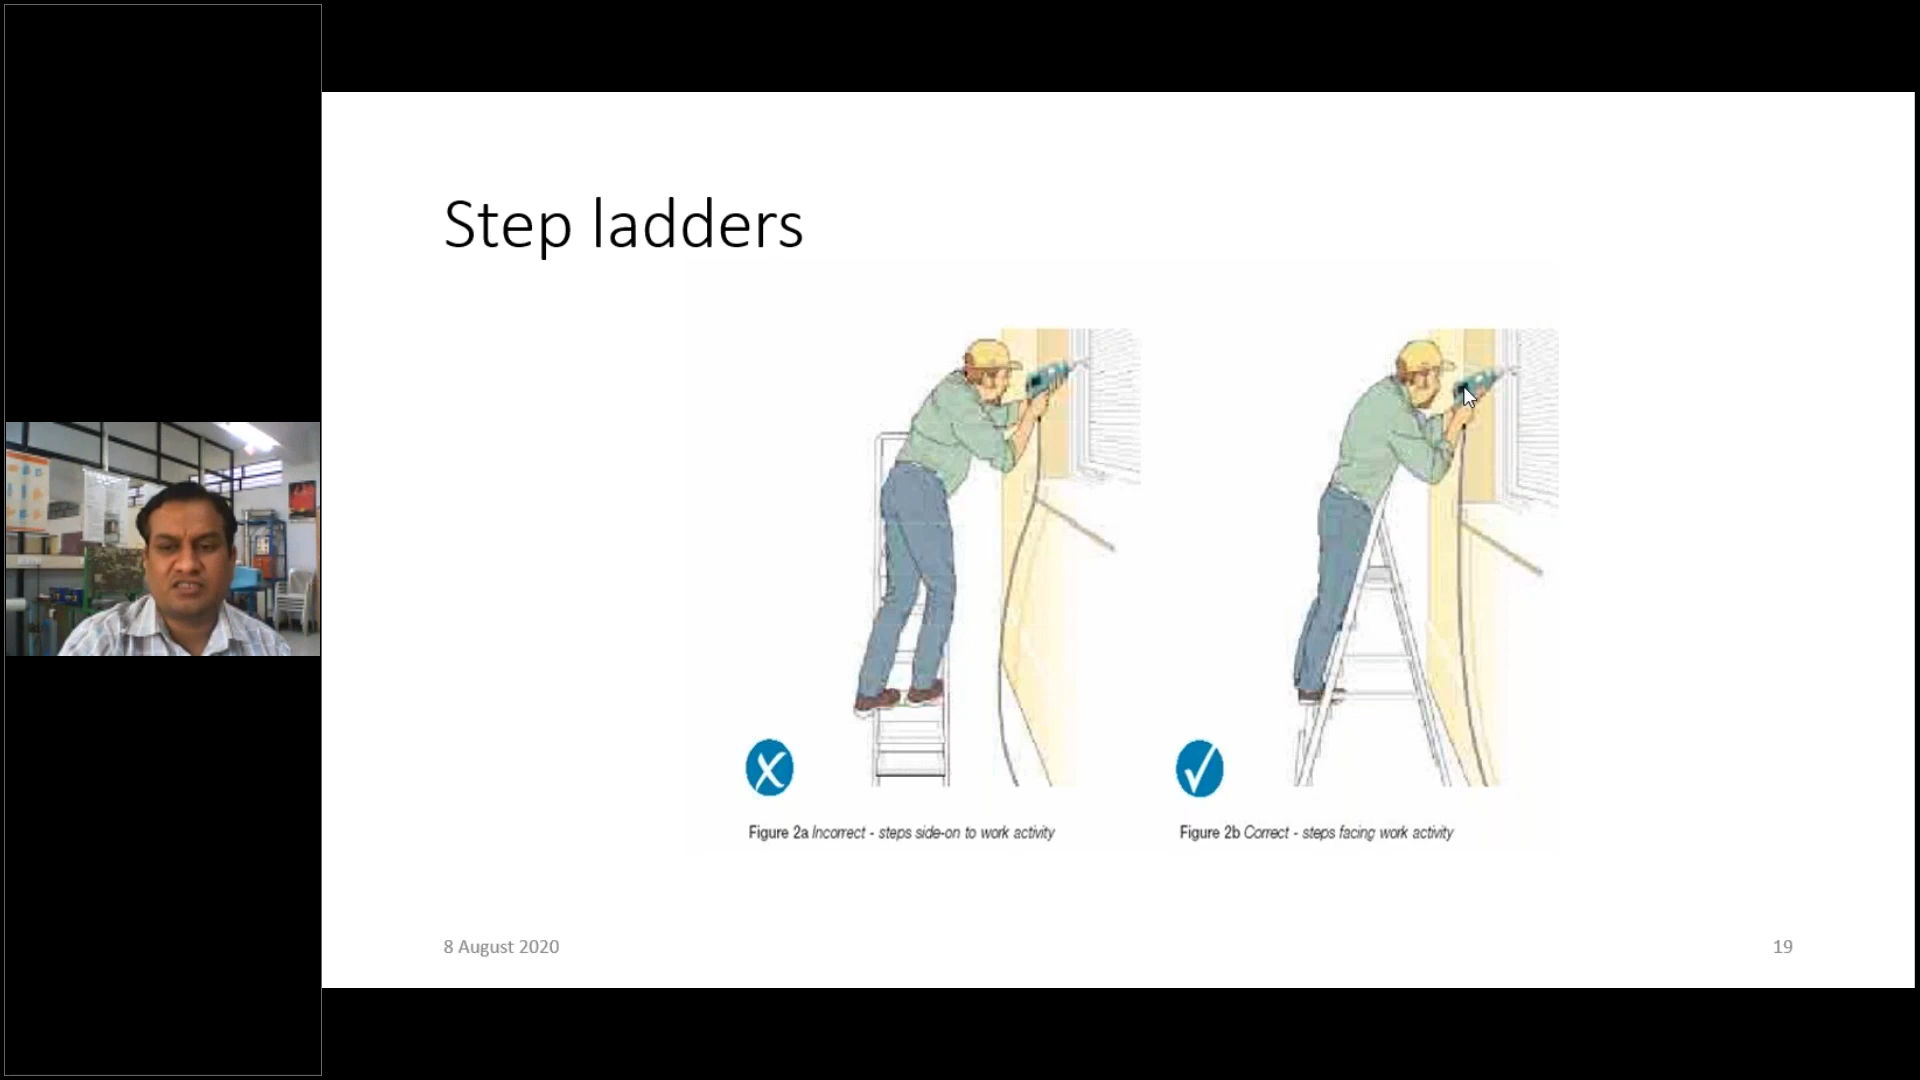 Step ladders
Figure 2a Incorrect - steps side-on to work activity
Figure 2b Correct - steps facing work activity
8 August 2020
19